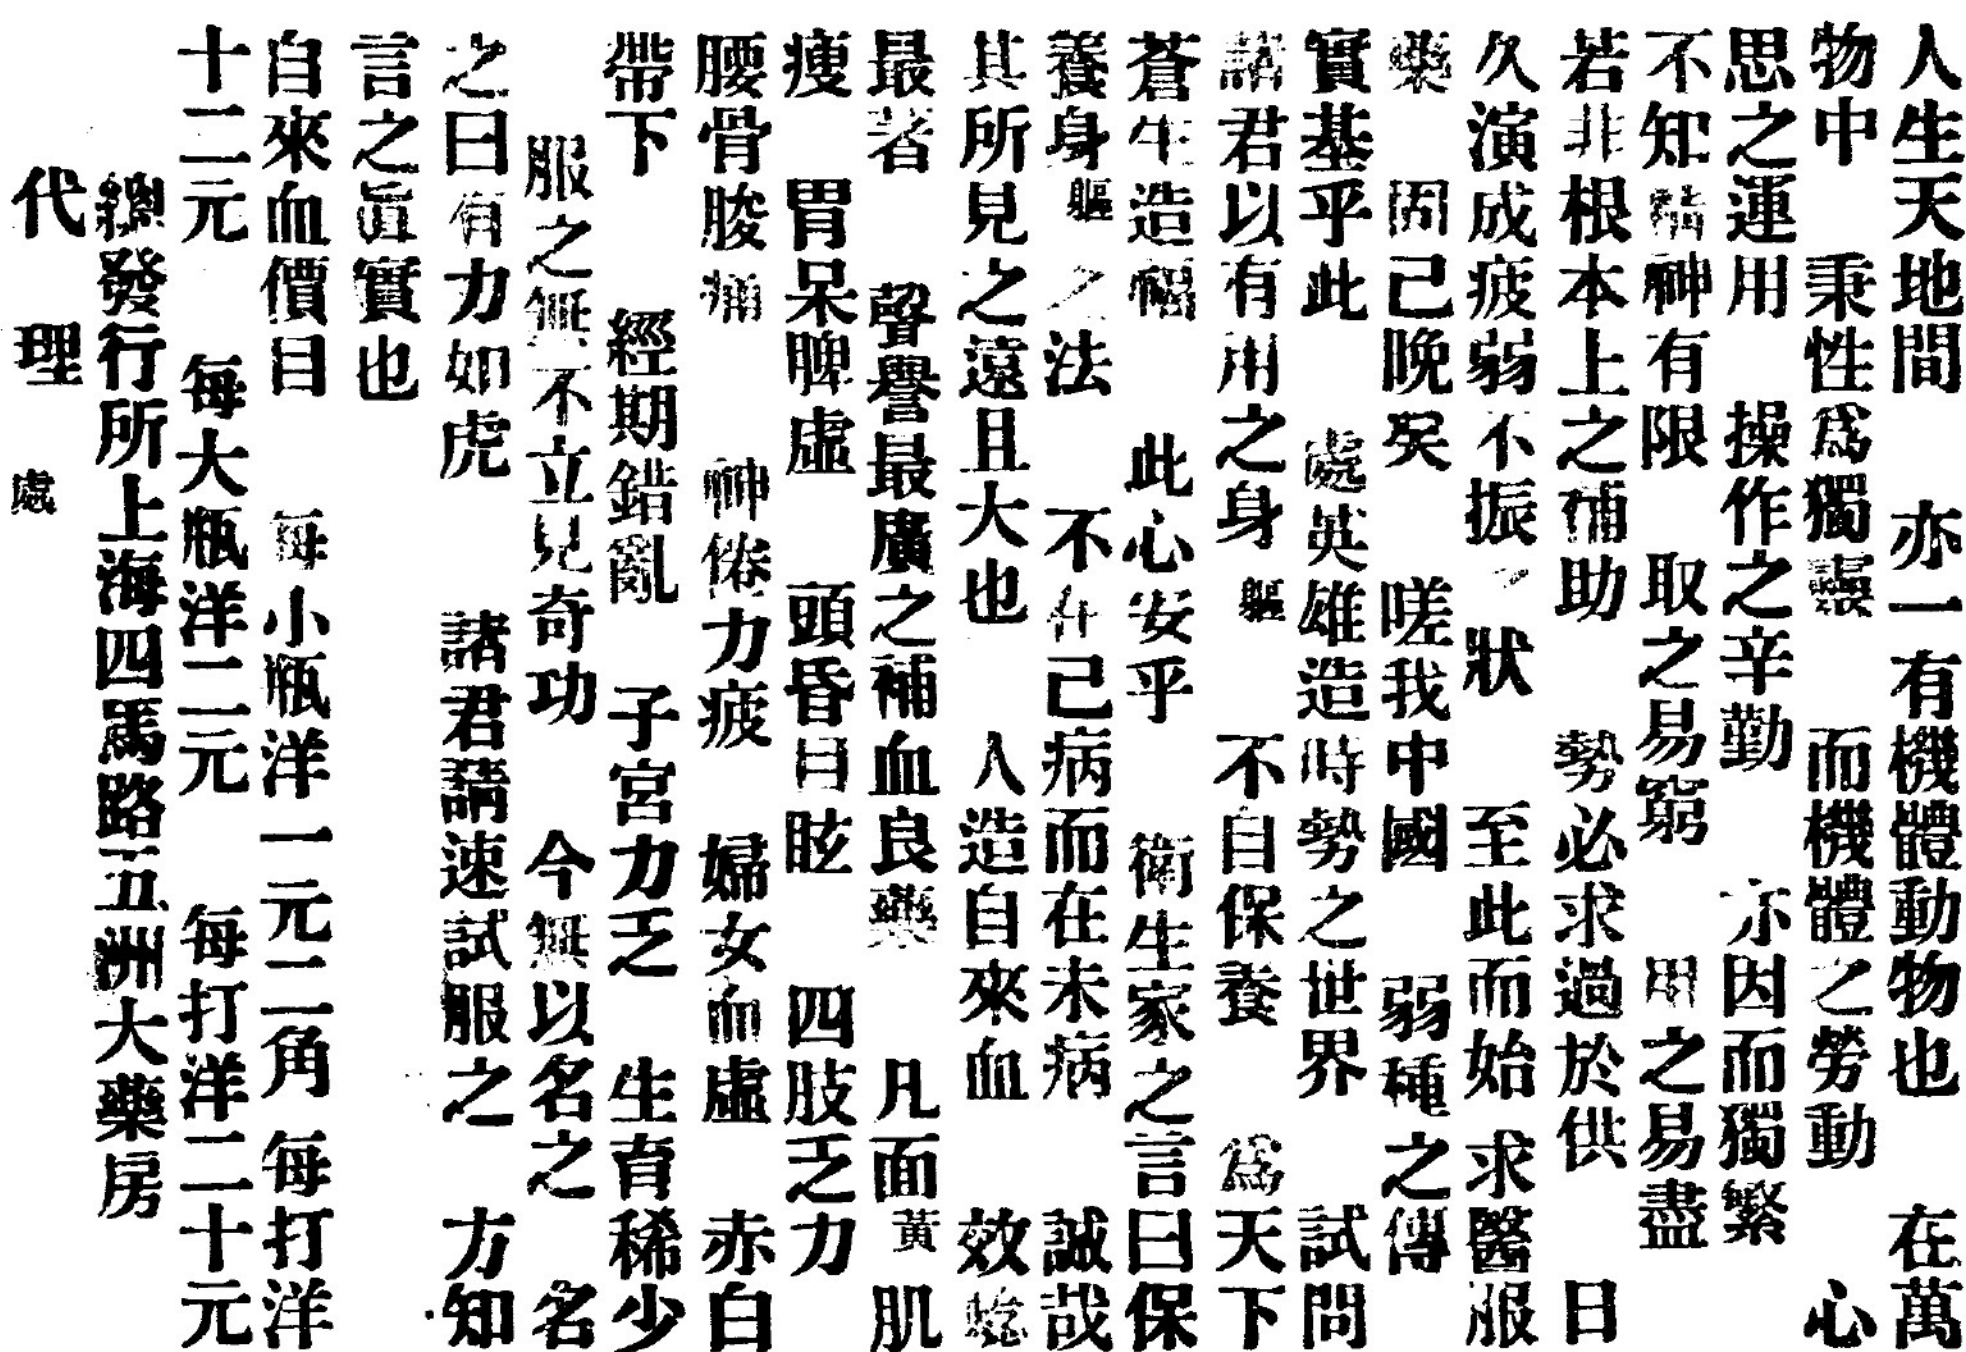 人生天地間　亦一有機體動物也　在萬
物中　秉性爲獨靈　而機體之勞動　心
思之運用　操作之辛勤　亦因而獨繁
不知精神有限　取之易窮　用之易盡
若非根本上之補助　勢必求過於供　日
久演成疲弱不振之狀　至此而始求醫服
藥　固已晚矣　嗟我中國　弱種之傳
實基乎此　處英雄造時勢之世界　試問
諸君以有用之身軀　不自保養　爲天下
蒼生造福　此心安乎　衛生家之言曰保
養身軀之法　不在己病而在未病　誠哉
其所見之遠且大也　人造自來血　效驗
最著　聲譽最廣之補血良藥　凡面黃肌
瘦　胃呆脾虛　頭昏目眩　四肢乏力
腰骨酸痛　神倦力疲　婦女血虛　赤白
帶下　經期錯亂　子宮力乏　生育稀少
服之無不立見奇功　今無以名之　名
之曰有力如虎　諸君請速試服之　方知
言之眞實也
自來血價目　每小瓶洋一元二角　每打洋
十二元　每大瓶洋二元　每打洋二十元
總發行所上海四馬路五洲大藥房
代理處